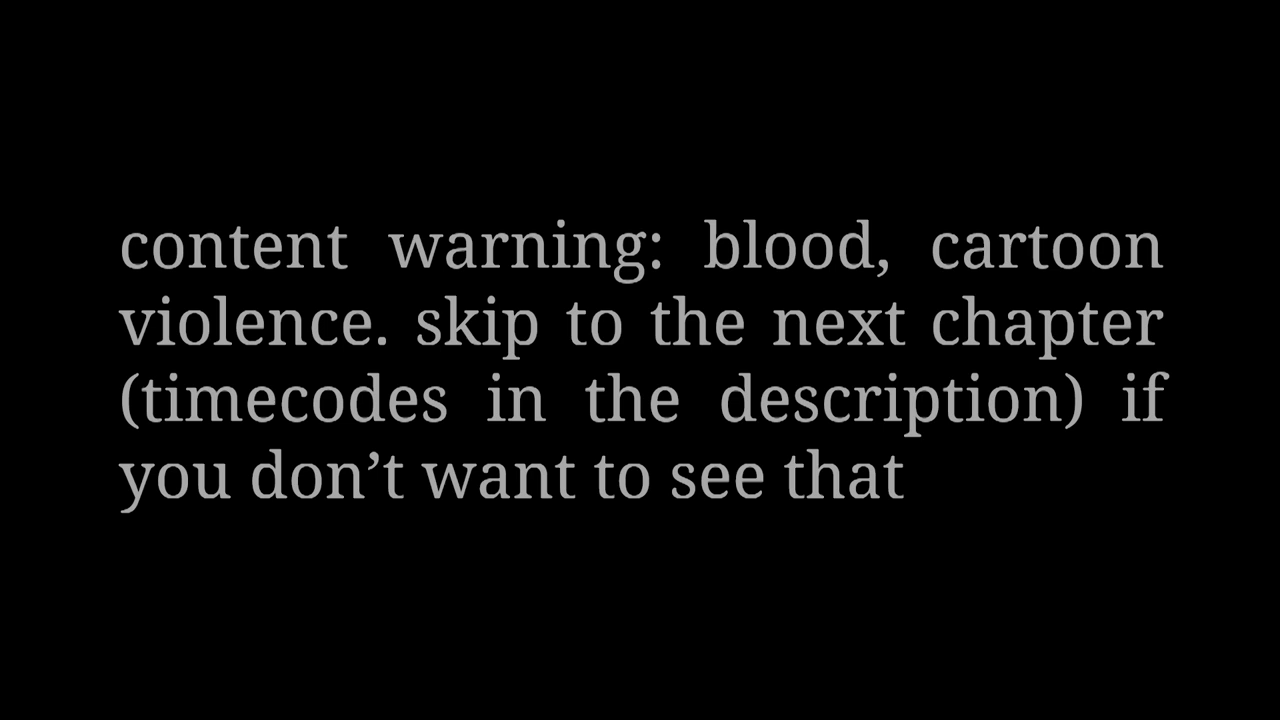 content warning: blood, cartoon
violence. skip to the next chapter
(timecodes in the description) if
you don’t want to see that